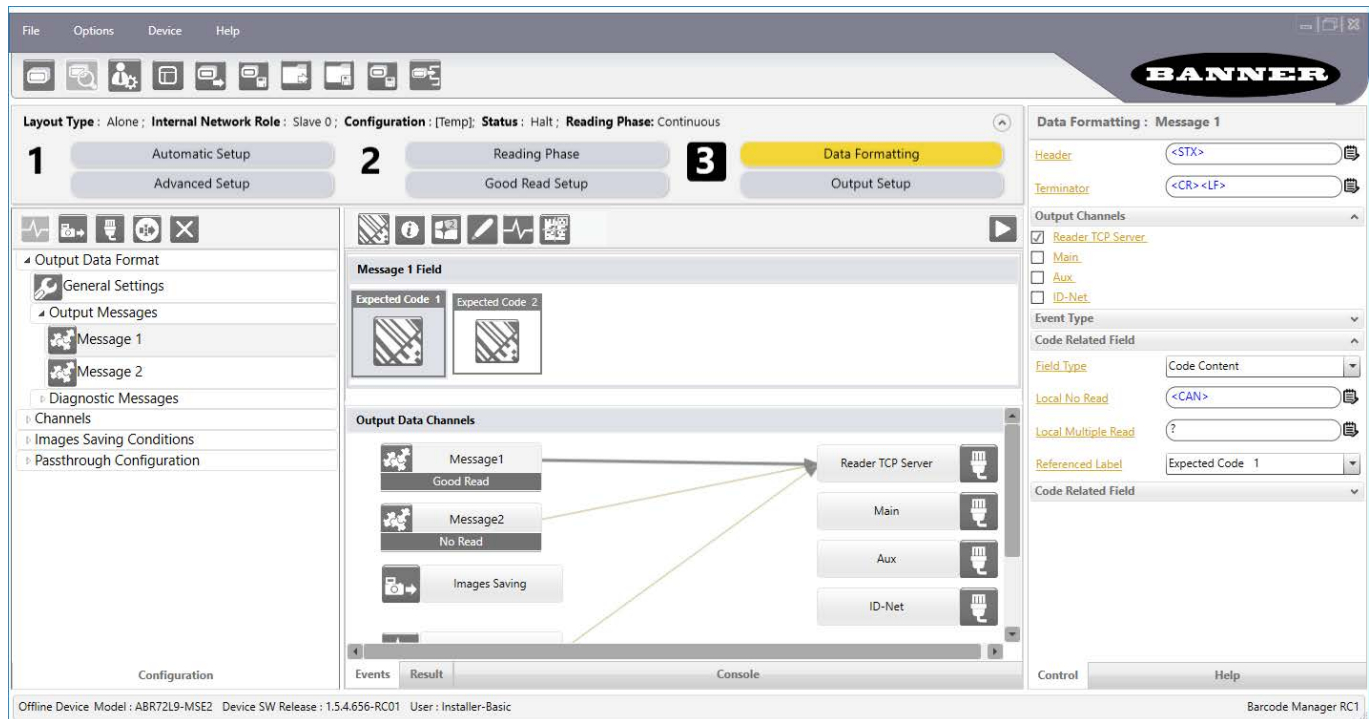 File Options Device Help
BANNER
Layout Type : Alone ; Internal Network Role : Slave 0 ; Configuration : [Temp]; Status : Halt ; Reading Phase: Continuous
1
Automatic Setup
Advanced Setup
2
Reading Phase
Good Read Setup
3
Data Formatting
Output Setup
Output Data Format
General Settings
Output Messages
Message 1
Message 2
Diagnostic Messages
Channels
Images Saving Conditions
Passthrough Configuration
Configuration
Message 1 Field
Expected Code 1
Expected Code 2
Output Data Channels
Message1
Good Read
Message2
No Read
Images Saving
Reader TCP Server
Main
Aux
ID-Net
Events Result Console
Data Formatting : Message 1
Header <STX>
Terminator <CR><LF>
Output Channels
Reader TCP Server
Main
Aux
ID-Net
Event Type
Code Related Field
Field Type Code Content
Local No Read <CAN>
Local Multiple Read ?
Referenced Label Expected Code 1
Code Related Field
Control Help
Offline Device Model : ABR72L9-MSE2 Device SW Release : 1.5.4.656-RC01 User : Installer-Basic
Barcode Manager RC1